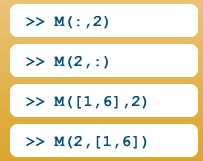 >> M(:,2)
>> M(2,:)
>> M([1,6],2)
>> M(2,[1,6])